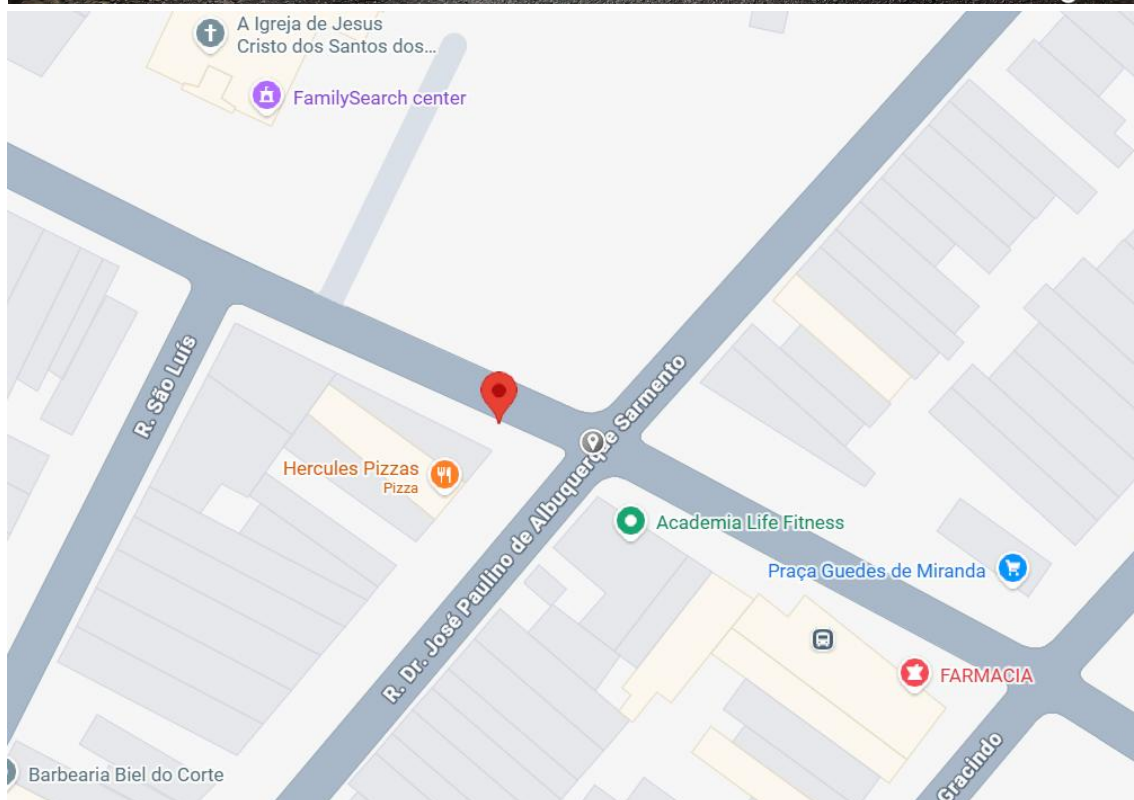 A Igreja de Jesus
Cristo dos Santos dos...
FamilySearch center
R. São Luís
R. Dr. José Paulino de Albuquerque Sarmento
Hercules Pizzas
Pizza
Academia Life Fitness
Praça Guedes de Miranda
FARMACIA
Gracindo
Barbearia Biel do Corte